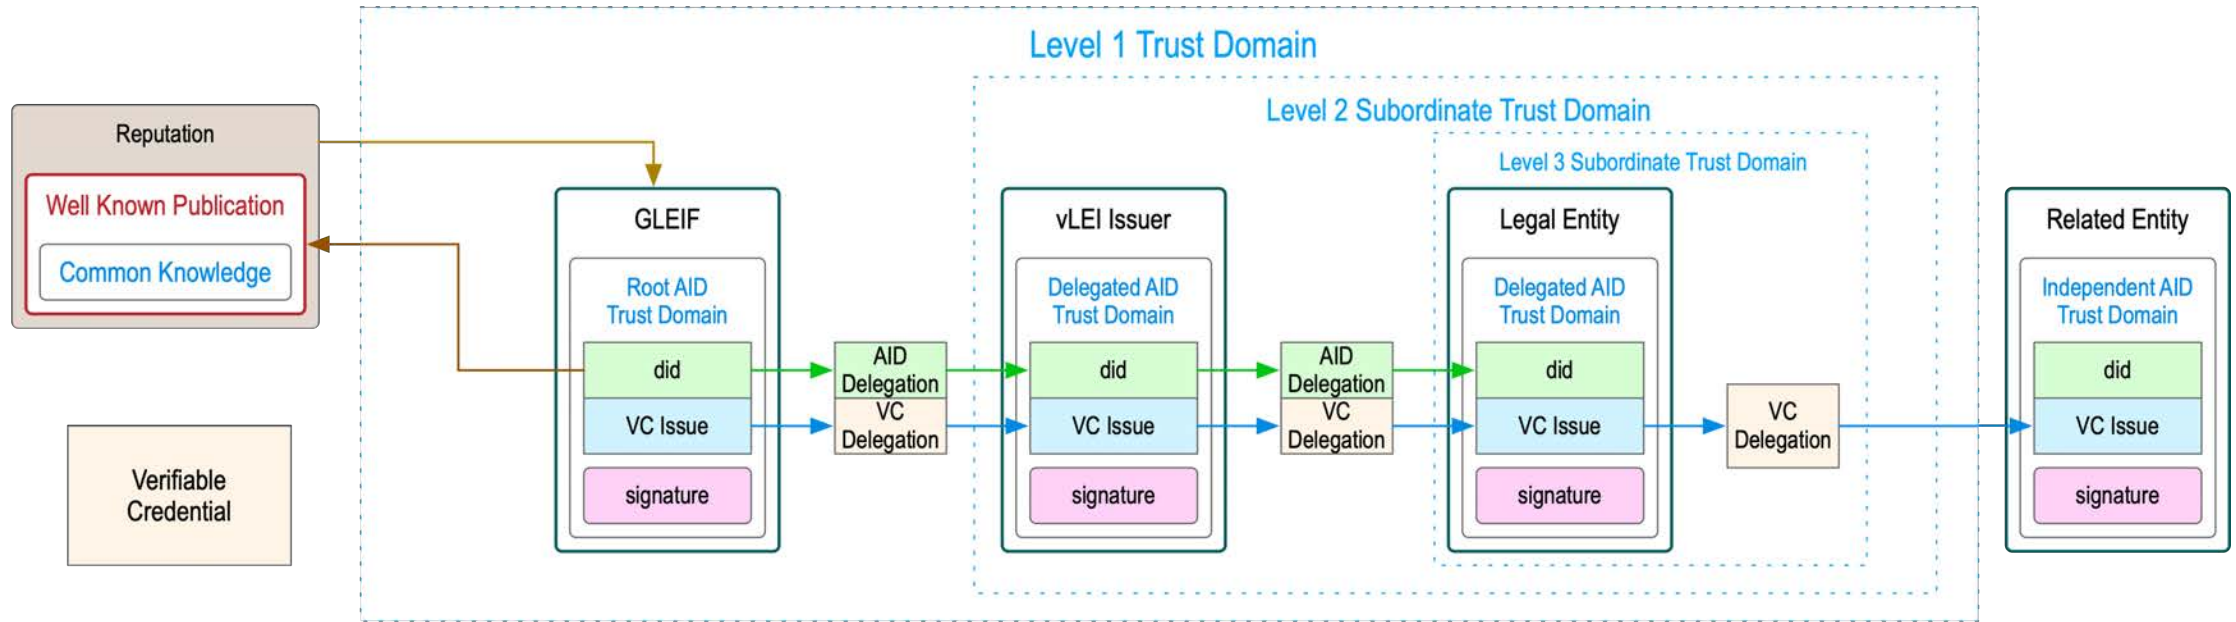 Level 1 Trust Domain
Level 2 Subordinate Trust Domain
Level 3 Subordinate Trust Domain
Reputation
Well Known Publication
Common Knowledge
Verifiable
Credential
GLEIF
Root AID
Trust Domain
did
VC Issue
signature
AID
Delegation
VC
Delegation
vLEI Issuer
Delegated AID
Trust Domain
did
VC Issue
signature
AID
Delegation
VC
Delegation
Legal Entity
Delegated AID
Trust Domain
did
VC Issue
signature
VC
Delegation
Related Entity
Independent AID
Trust Domain
did
VC Issue
signature